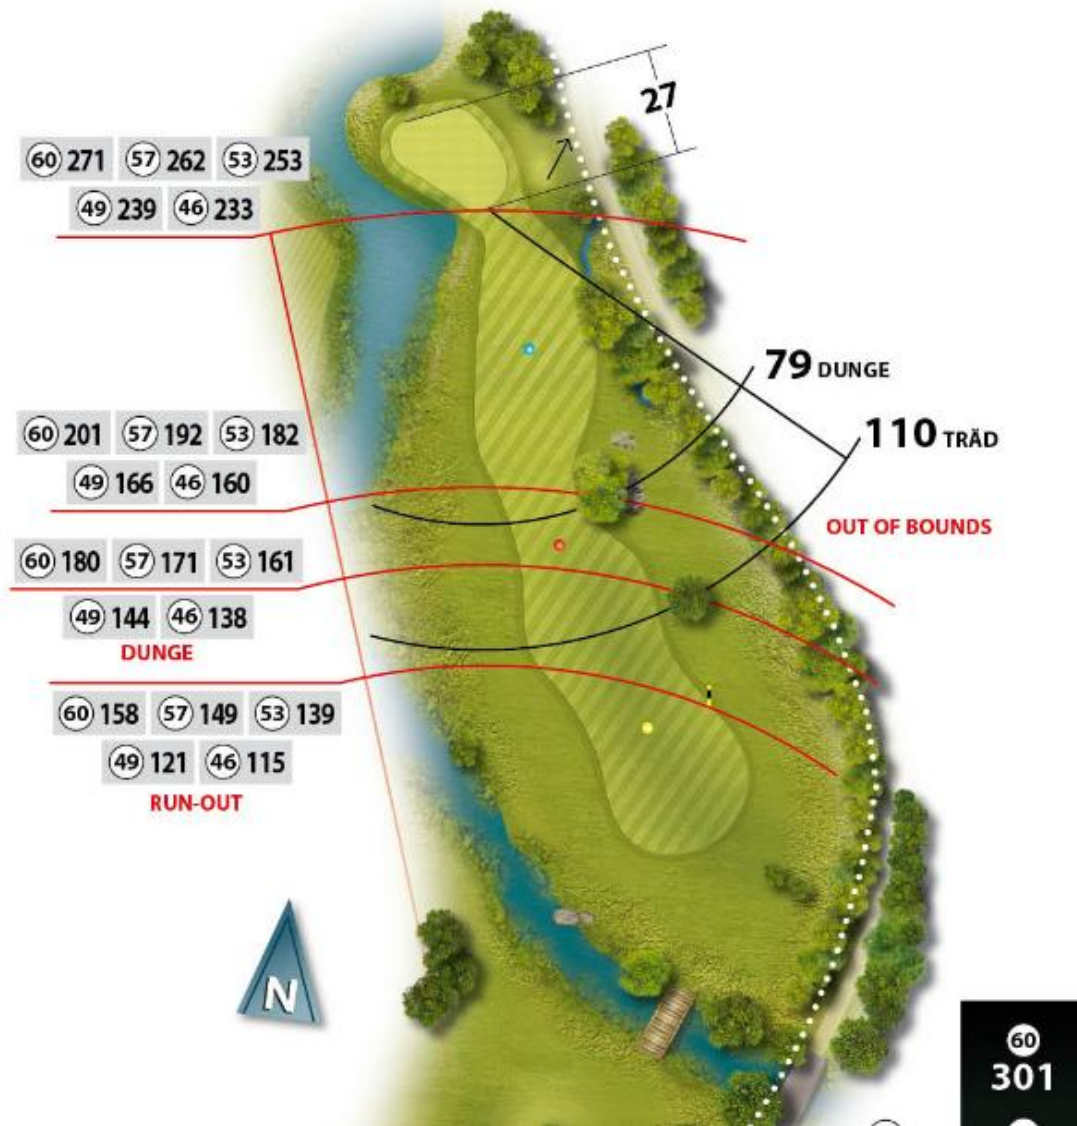 27
60 271 57 262 53 253
49 239 46 233
79 DUNGE
110 TRÄD
60 201 57 192 53 182
49 166 46 160
OUT OF BOUNDS
60 180 57 171 53 161
49 144 46 138
DUNGE
60 158 57 149 53 139
49 121 46 115
RUN-OUT
N
60
301